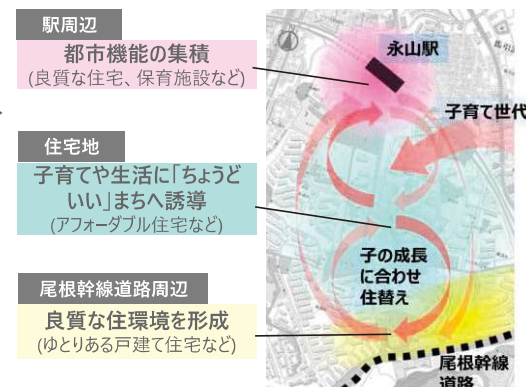 駅周辺
都市機能の集積
(良質な住宅、保育施設など)
住宅地
子育てや生活に「ちょうど
いい」まちへ誘導
(アフォーダブル住宅など)
尾根幹線道路周辺
良質な住環境を形成
(ゆとりある戸建て住宅など)
永山駅
子育て世代
子の成長
に合わせ
住替え
尾根幹線
道路